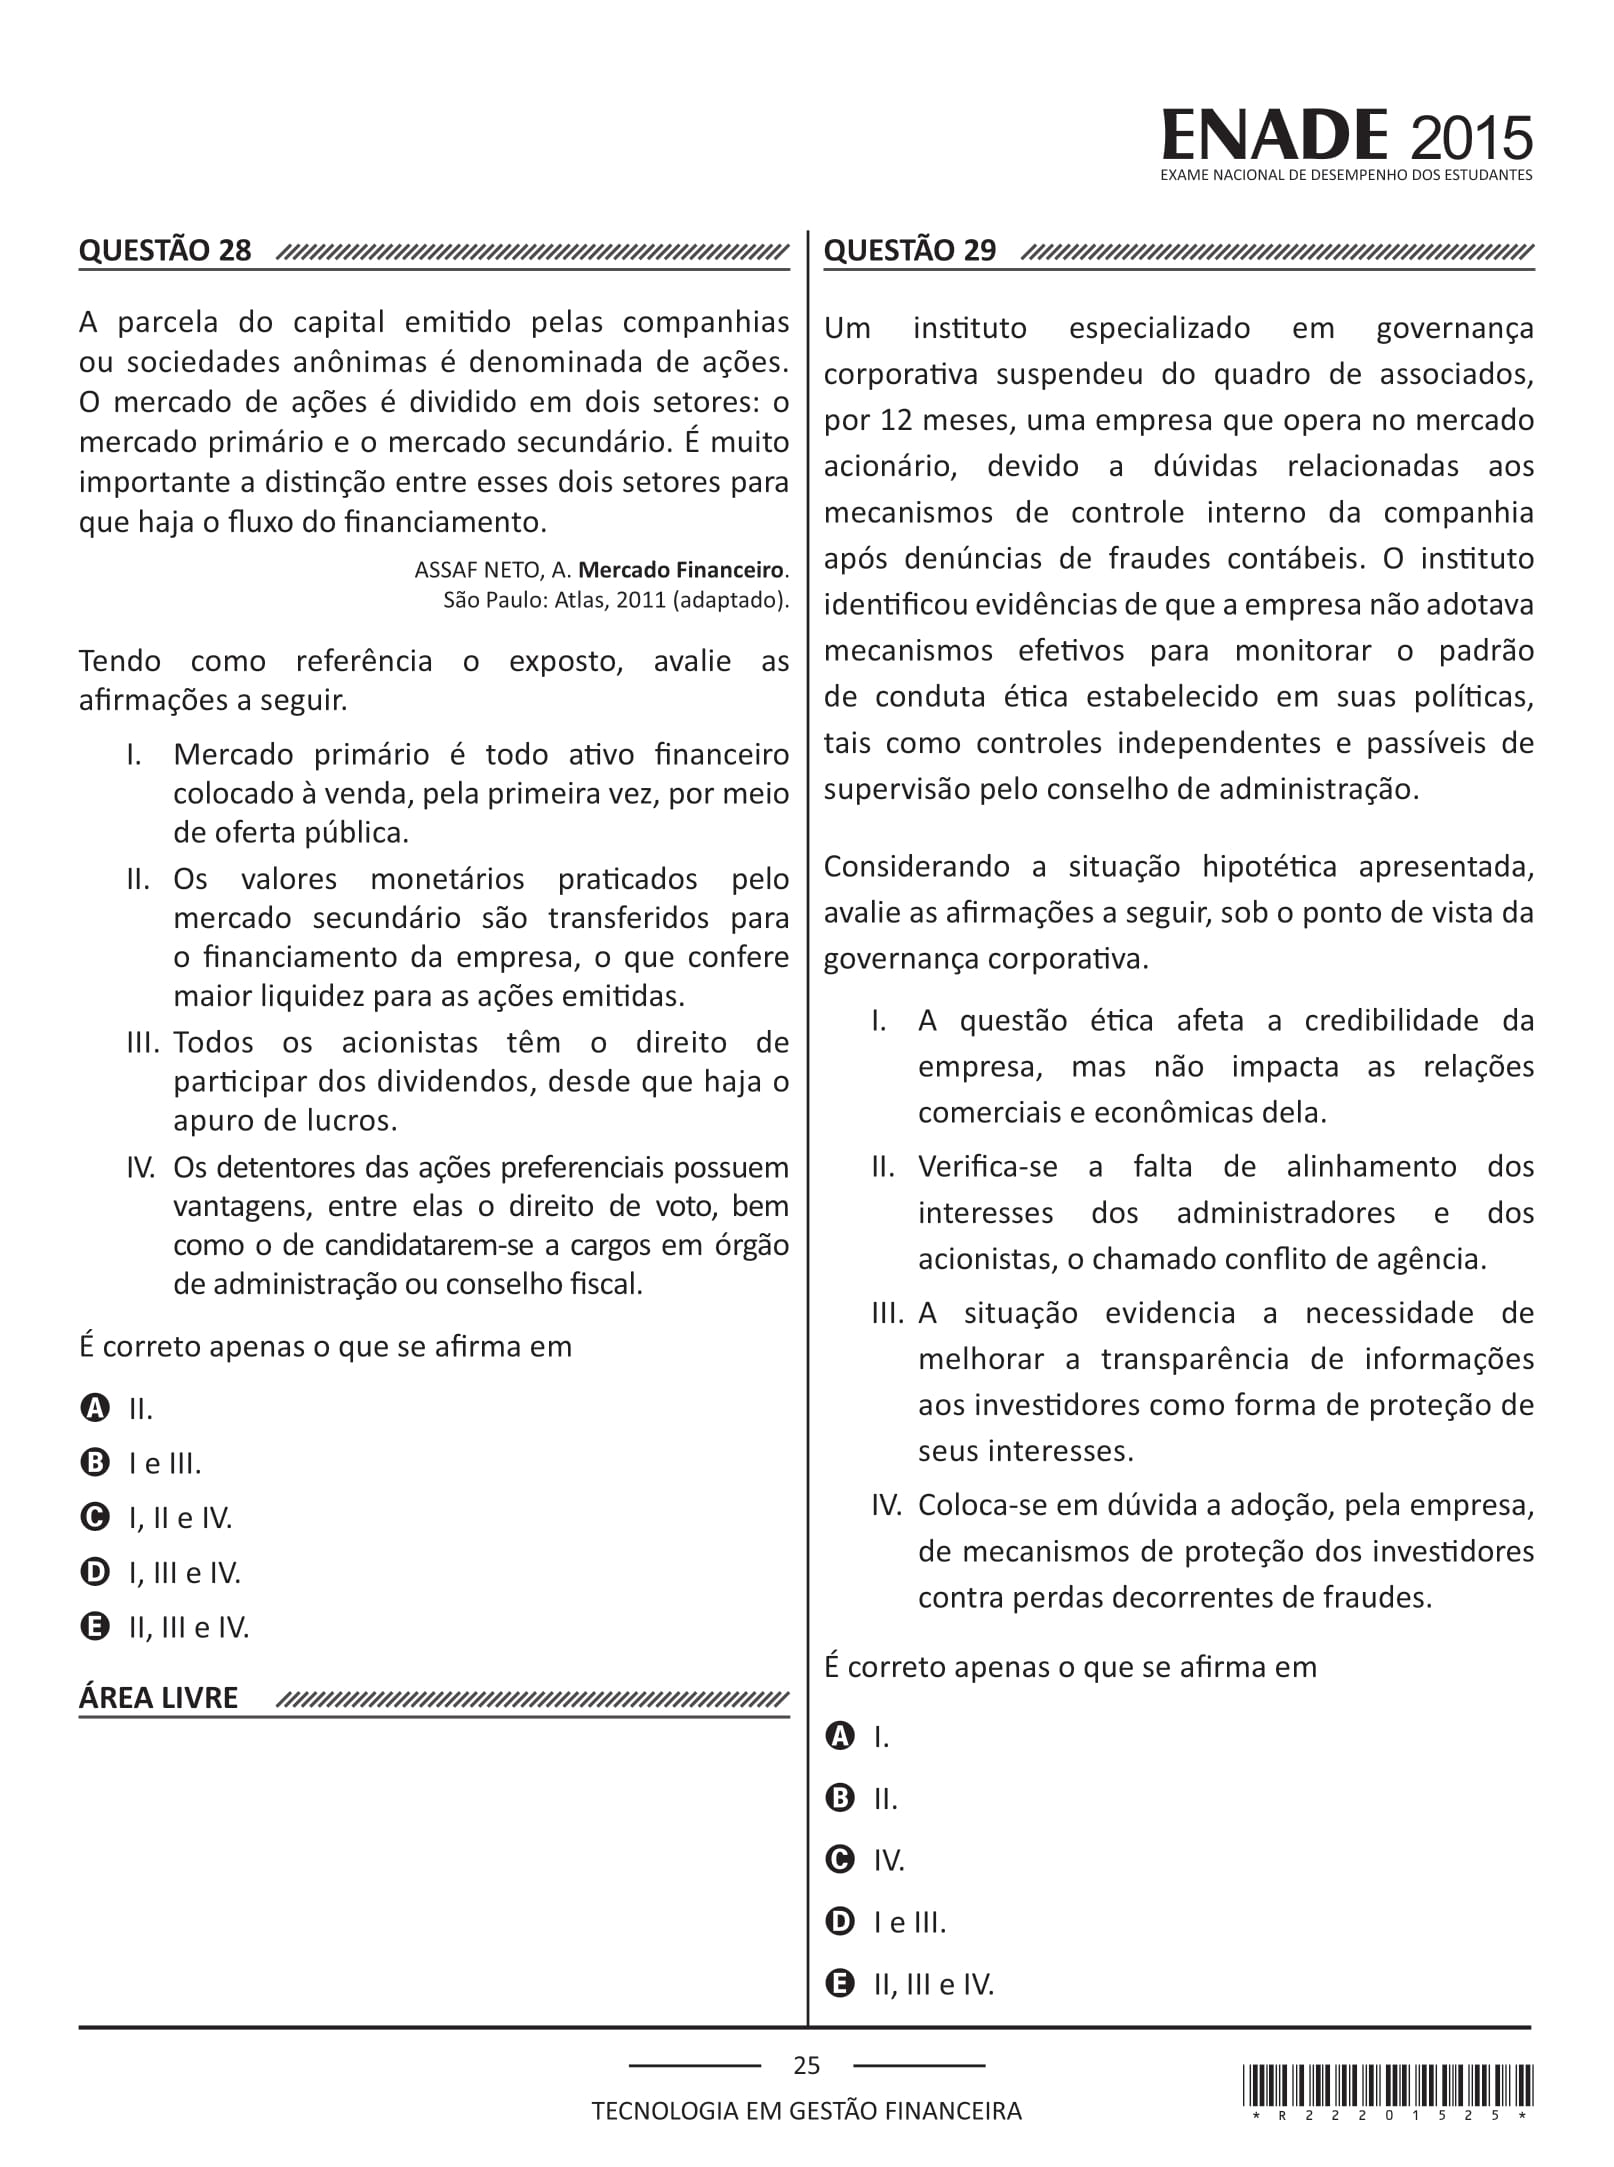 ENADE 2015
EXAME NACIONAL DE DESEMPENHO DOS ESTUDANTES
QUESTÃO 28
A parcela do capital emitido pelas companhias
ou sociedades anônimas é denominada de ações.
O mercado de ações é dividido em dois setores: o
mercado primário e o mercado secundário. É muito
importante a distinção entre esses dois setores para
que haja o fluxo do financiamento.
ASSAF NETO, A. Mercado Financeiro.
São Paulo: Atlas, 2011 (adaptado).
Tendo como referência o exposto, avalie as
afirmações a seguir.
I. Mercado primário é todo ativo financeiro
colocado à venda, pela primeira vez, por meio
de oferta pública.
II. Os valores monetários praticados pelo
mercado secundário são transferidos para
o financiamento da empresa, o que confere
maior liquidez para as ações emitidas.
III. Todos os acionistas têm o direito de
participar dos dividendos, desde que haja o
apuro de lucros.
IV. Os detentores das ações preferenciais possuem
vantagens, entre elas o direito de voto, bem
como o de candidatarem-se a cargos em órgão
de administração ou conselho fiscal.
É correto apenas o que se afirma em
A II.
B I e III.
C I, II e IV.
D I, III e IV.
E II, III e IV.
ÁREA LIVRE
QUESTÃO 29
Um instituto especializado em governança
corporativa suspendeu do quadro de associados,
por 12 meses, uma empresa que opera no mercado
acionário, devido a dúvidas relacionadas aos
mecanismos de controle interno da companhia
após denúncias de fraudes contábeis. O instituto
identificou evidências de que a empresa não adotava
mecanismos efetivos para monitorar o padrão
de conduta ética estabelecido em suas políticas,
tais como controles independentes e passíveis de
supervisão pelo conselho de administração.
Considerando a situação hipotética apresentada,
avalie as afirmações a seguir, sob o ponto de vista da
governança corporativa.
I. A questão ética afeta a credibilidade da
empresa, mas não impacta as relações
comerciais e econômicas dela.
II. Verifica-se a falta de alinhamento dos
interesses dos administradores e dos
acionistas, o chamado conflito de agência.
III. A situação evidencia a necessidade de
melhorar a transparência de informações
aos investidores como forma de proteção de
seus interesses.
IV. Coloca-se em dúvida a adoção, pela empresa,
de mecanismos de proteção dos investidores
contra perdas decorrentes de fraudes.
É correto apenas o que se afirma em
A I.
B II.
C IV.
D I e III.
E II, III e IV.
25
TECNOLOGIA EM GESTÃO FINANCEIRA
*R22201525*